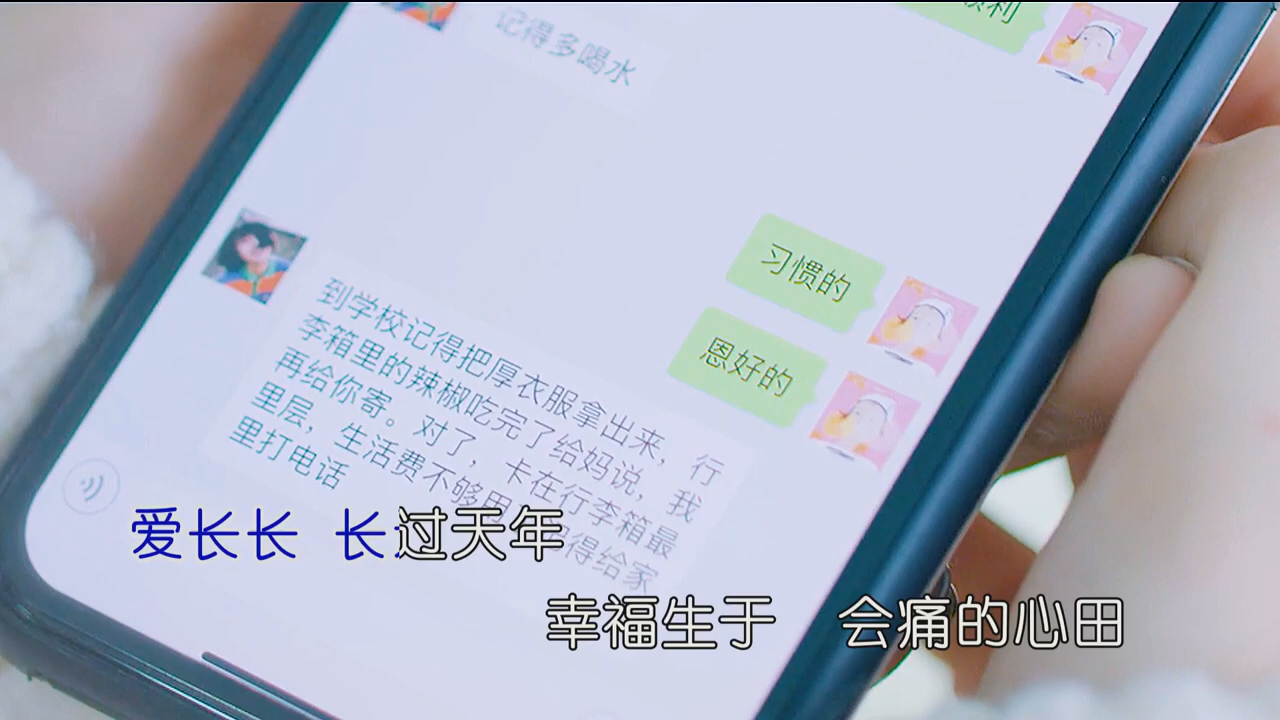 顺利
记得多喝水
习惯的
恩好的
到学校记得把厚衣服拿出来，行
李箱里的辣椒吃完了给妈说，我
再给你寄。对了，卡在行李箱最
里层，生活费不够用 记得给家
里打电话
爱长长 长过天年
幸福生于 会痛的心田